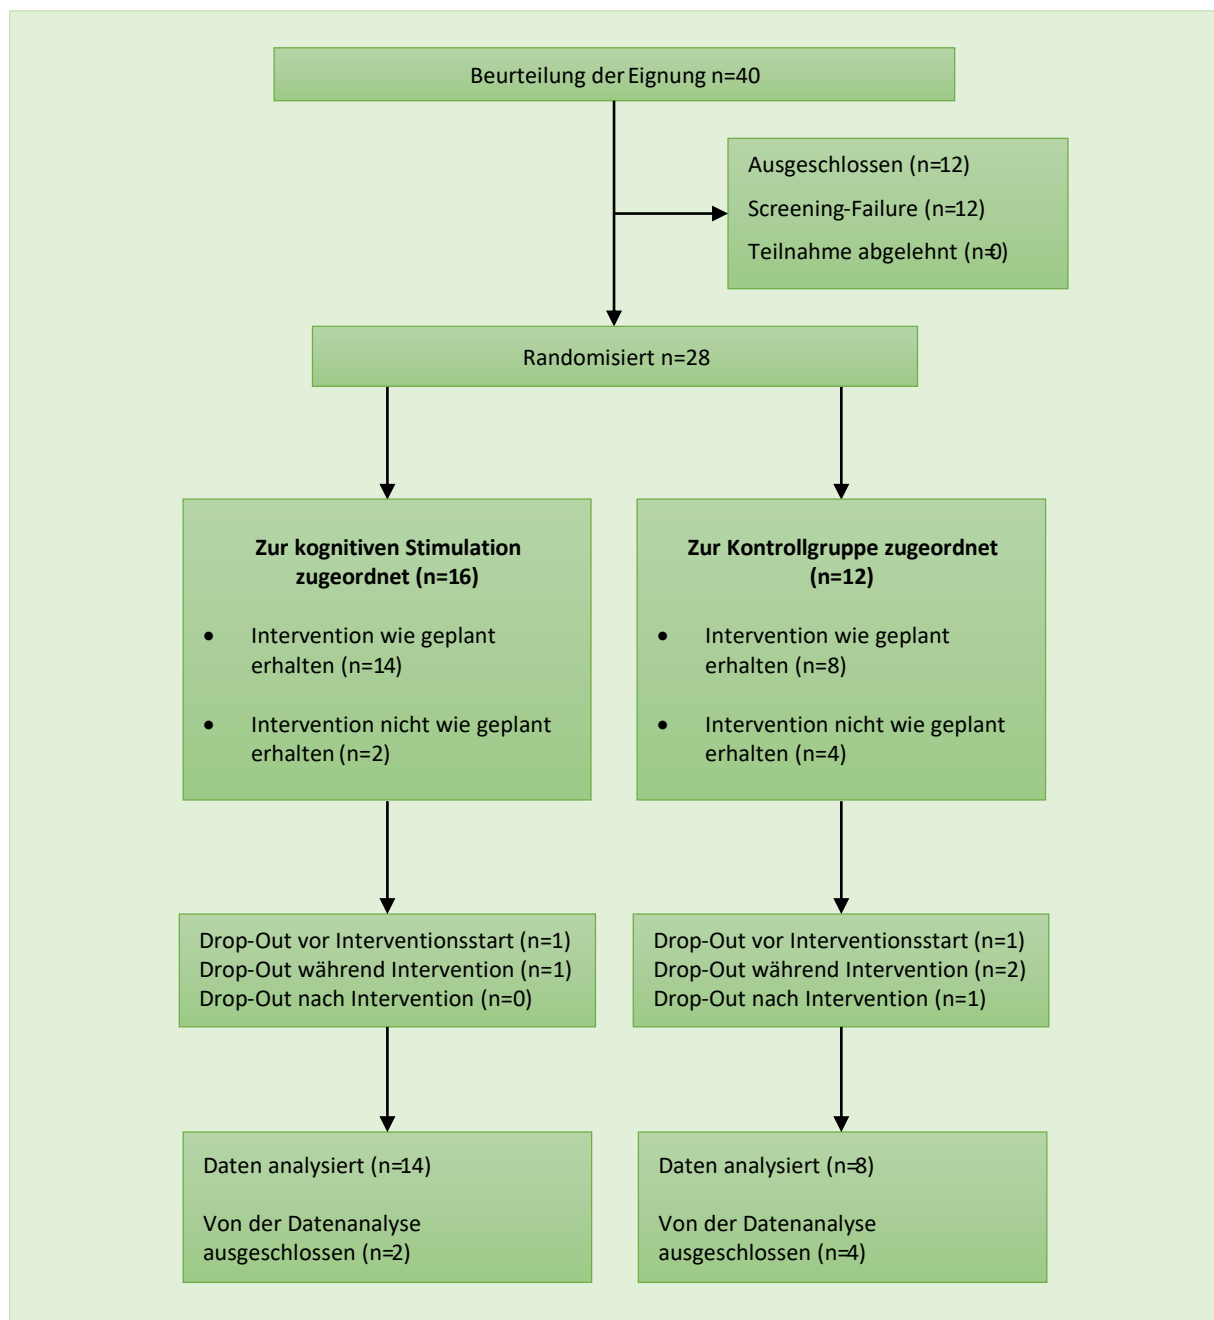 Beurteilung der Eignung n=40
Ausgeschlossen (n=12)
Screening-Failure (n=12)
Teilnahme abgelehnt (n=0)
Randomisiert n=28
Zur kognitiven Stimulation
zugeordnet (n=16)
• Intervention wie geplant
erhalten (n=14)
• Intervention nicht wie geplant
erhalten (n=2)
Zur Kontrollgruppe zugeordnet
(n=12)
• Intervention wie geplant
erhalten (n=8)
• Intervention nicht wie geplant
erhalten (n=4)
Drop-Out vor Interventionsstart (n=1)
Drop-Out während Intervention (n=1)
Drop-Out nach Intervention (n=0)
Drop-Out vor Interventionsstart (n=1)
Drop-Out während Intervention (n=2)
Drop-Out nach Intervention (n=1)
Daten analysiert (n=14)
Von der Datenanalyse
ausgeschlossen (n=2)
Daten analysiert (n=8)
Von der Datenanalyse
ausgeschlossen (n=4)